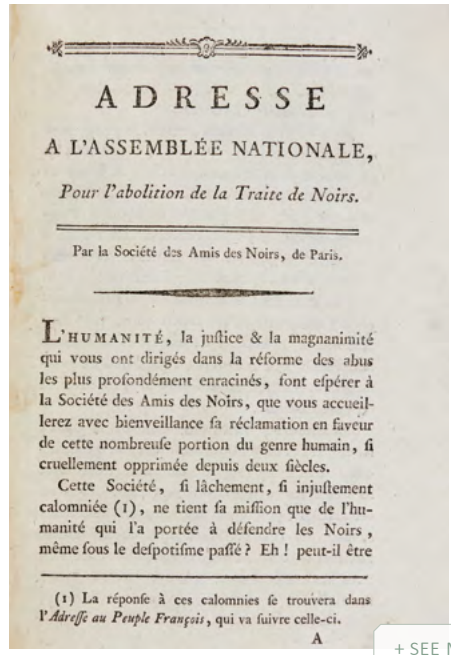 ADRESSE
A L'ASSEMBLÉE NATIONALE,
Pour l'abolition de la Traite de Noirs.
Par la Société des Amis des Noirs, de Paris.
L'HUMANITÉ, la juſtice & la magnanimité
qui vous ont dirigés dans la réforme des abus
les plus profondément enracinés, font eſpérer à
la Société des Amis des Noirs, que vous accueil-
lerez avec bienveillance ſa réclamation en faveur
de cette nombreuſe portion du genre humain, ſi
cruellement opprimée depuis deux ſiècles.
Cette Société, ſi lâchement, ſi injuſtement
calomniée (1), ne tient ſa miſſion que de l'hu-
manité qui l'a portée à défendre les Noirs,
même ſous le deſpotiſme paſſé? Eh! peut-il être
(1) La réponſe à ces calomnies ſe trouvera dans
l'Adreſſe au Peuple François, qui va ſuivre celle-ci.
A
+ SEE